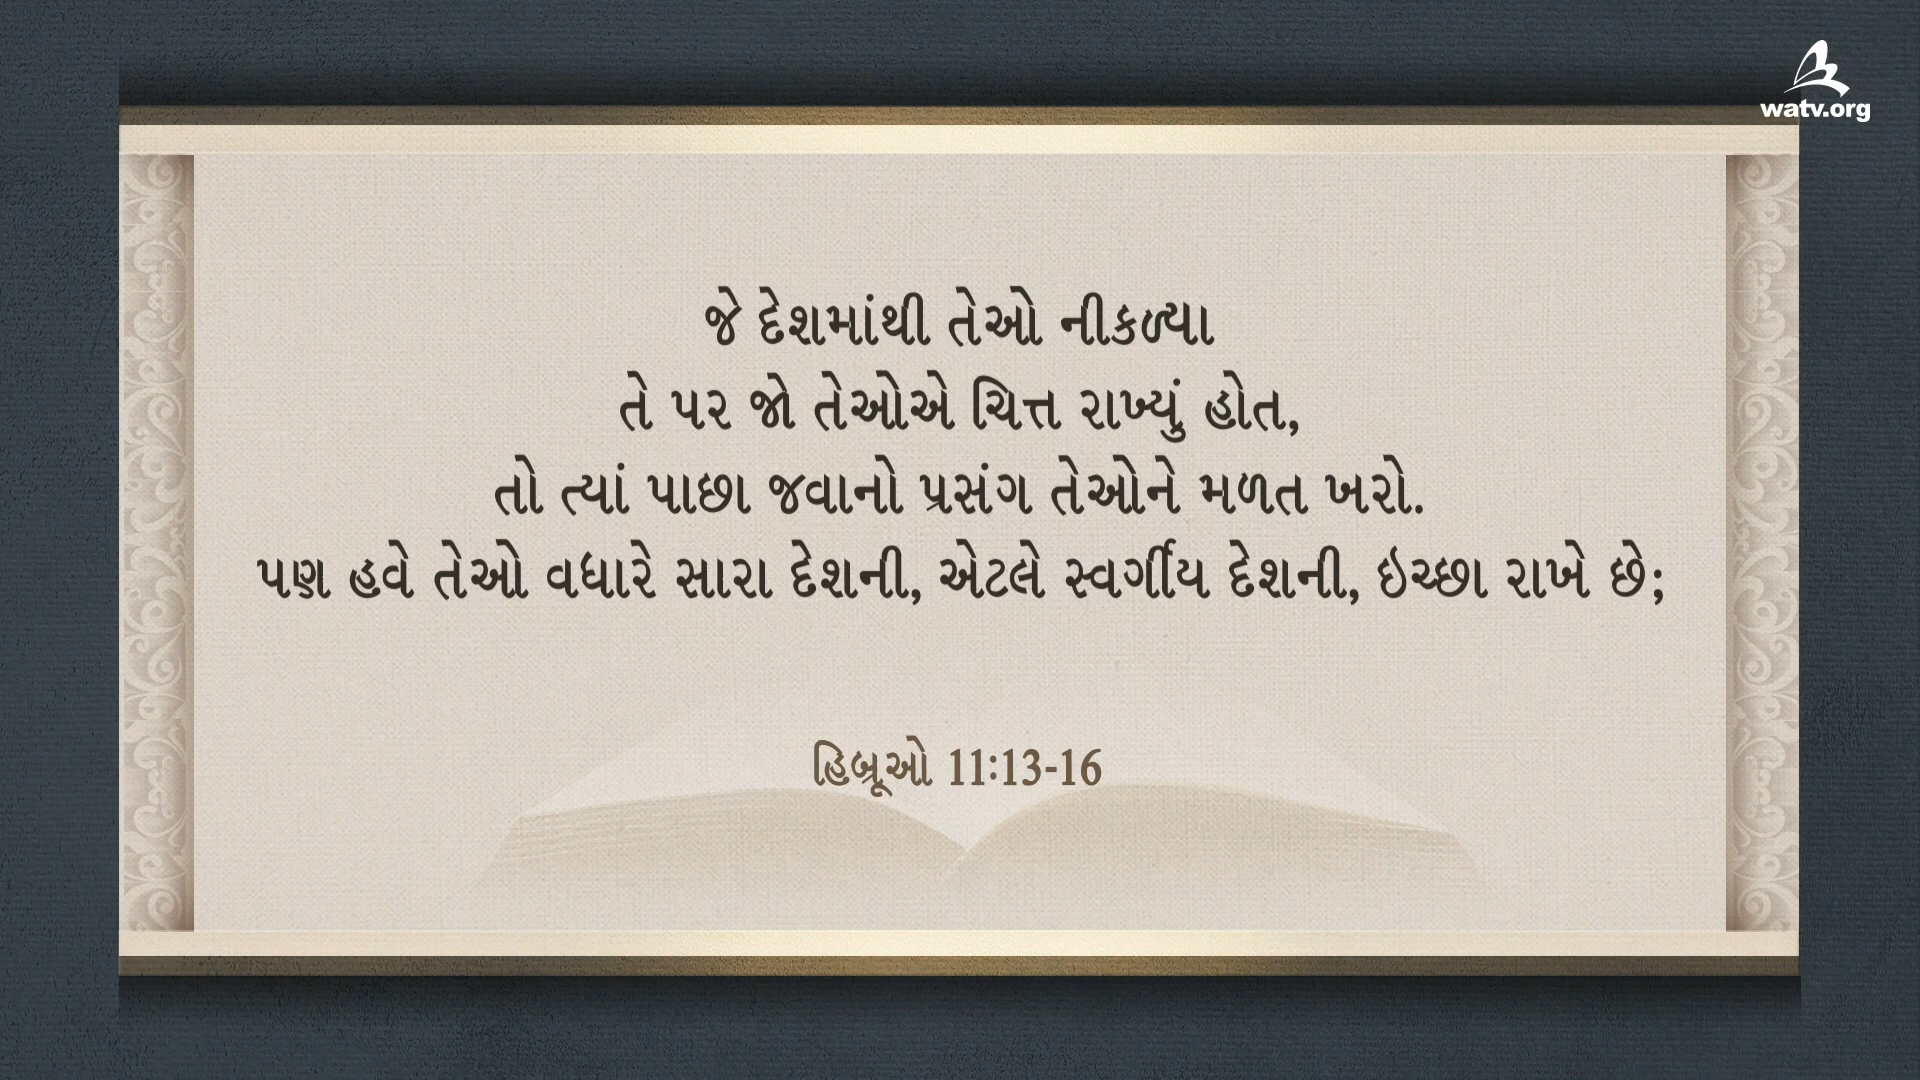 watv.org
જે દેશમાંથી તેઓ નીકળ્યા
તે પર જો તેઓએ ચિત્ત રાખ્યું હોત,
તો ત્યાં પાછા જવાનો પ્રસંગ તેઓને મળત ખરો.
પણ હવે તેઓ વધારે સારા દેશની, એટલે સ્વર્ગીય દેશની, ઇચ્છા રાખે છે;
હિબ્રૂઓ 11:13-16